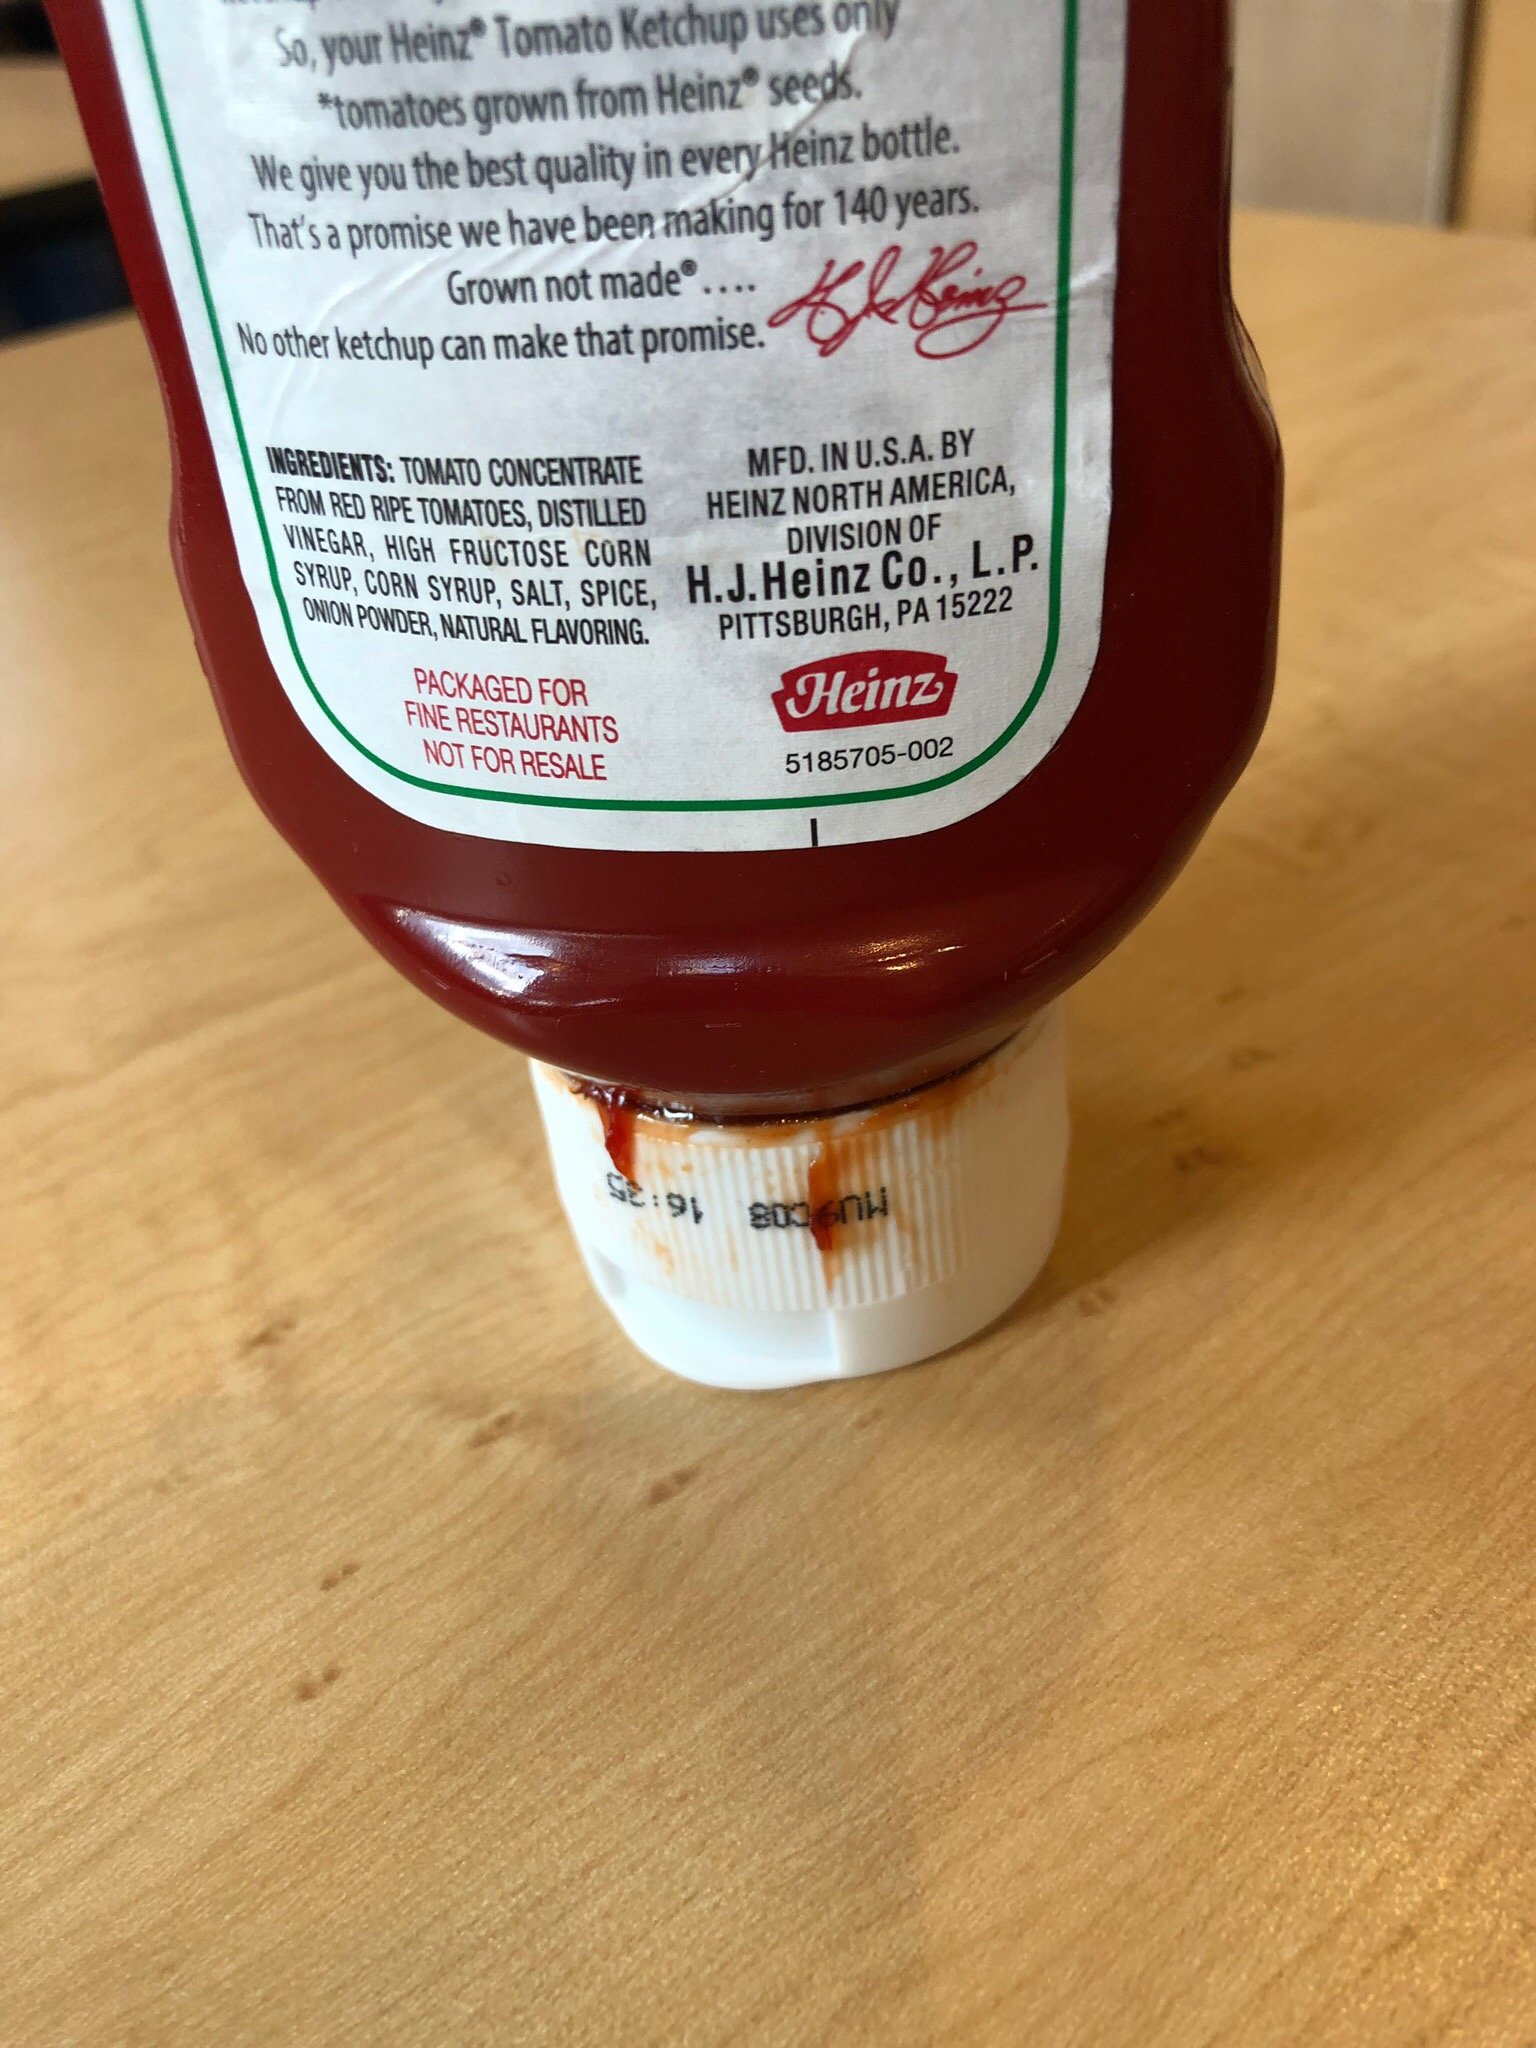 So, your Heinz® Tomato Ketchup uses only
*tomatoes grown from Heinz® seeds.
We give you the best quality in every Heinz bottle.
That's a promise we have been making for 140 years.
Grown not made®....
No other ketchup can make that promise.
H J Heinz
INGREDIENTS: TOMATO CONCENTRATE
FROM RED RIPE TOMATOES, DISTILLED
VINEGAR, HIGH FRUCTOSE CORN
SYRUP, CORN SYRUP, SALT, SPICE,
ONION POWDER, NATURAL FLAVORING.
PACKAGED FOR
FINE RESTAURANTS
NOT FOR RESALE
MFD. IN U.S.A. BY
HEINZ NORTH AMERICA,
DIVISION OF
H.J.Heinz Co., L.P.
PITTSBURGH, PA 15222
Heinz
5185705-002
MU9C08 16:25